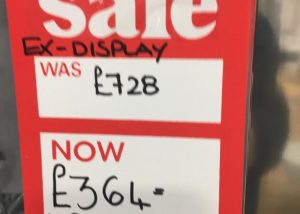 sale
EX-DISPLAY
WAS £728
NOW
£364=